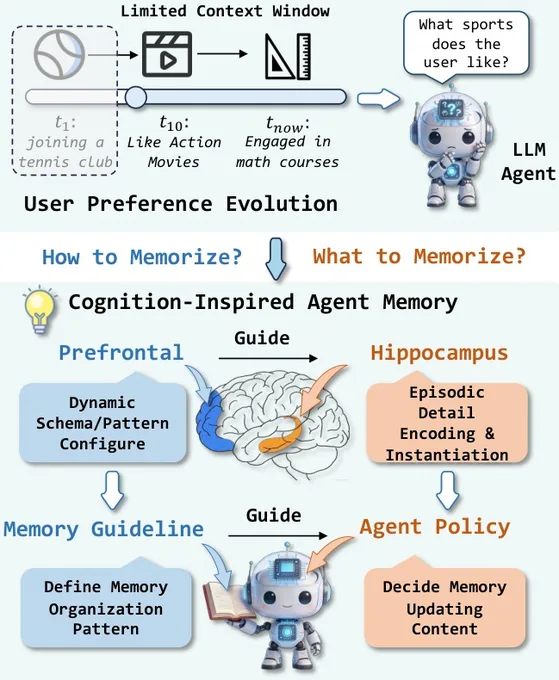 Limited Context Window
What sports
does the
user like?
t1:
joining a
tennis club
t10:
Like Action
Movies
tnow:
Engaged in
math courses
LLM
Agent
User Preference Evolution
How to Memorize?
What to Memorize?
Cognition-Inspired Agent Memory
Prefrontal
Guide
Hippocampus
Dynamic
Schema/Pattern
Configure
Episodic
Detail
Encoding &
Instantiation
Memory Guideline
Guide
Agent Policy
Define Memory
Organization
Pattern
Decide Memory
Updating
Content